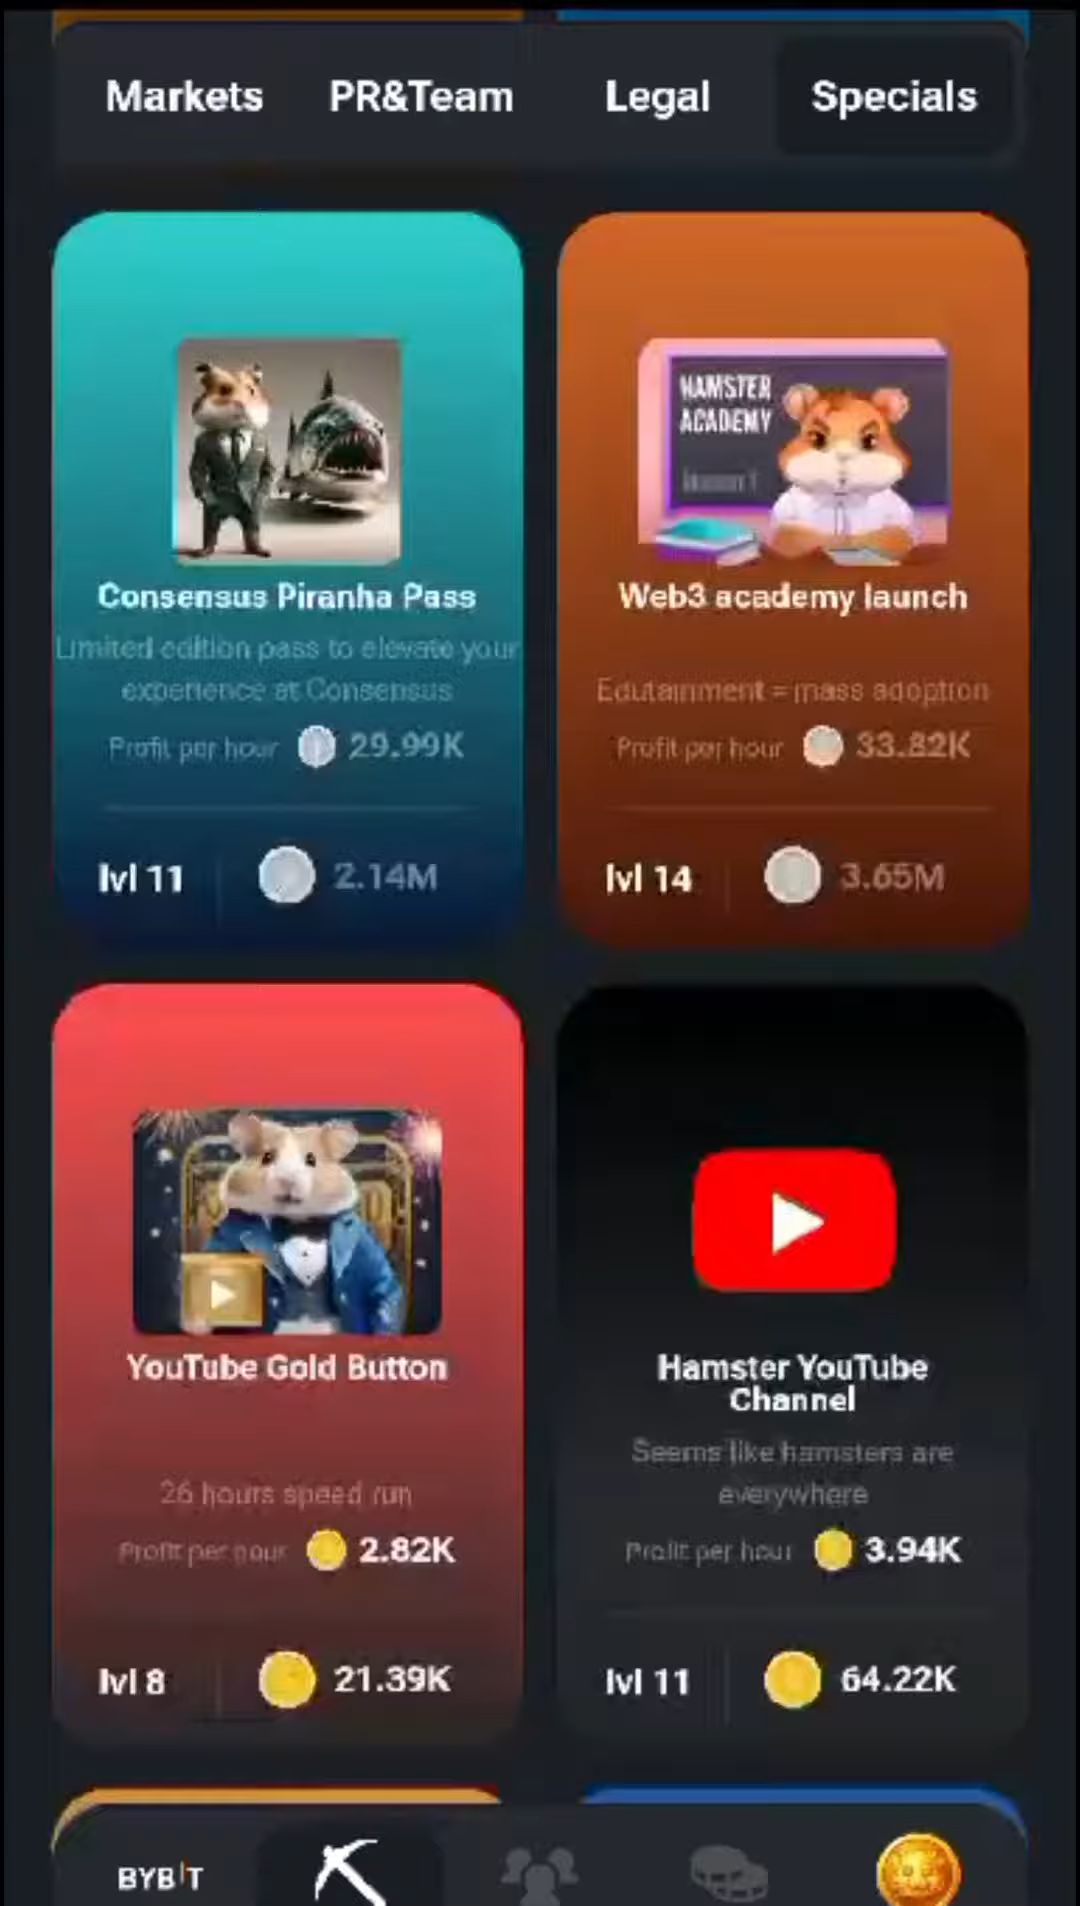 Markets
PR&Team
Legal
Specials
HAMSTER
ACADEMY
lesson 1
Consensus Piranha Pass
Limited edition pass to elevate your
experience at Consensus
Profit per hour 29.99K
lvl 11 2.14M
Web3 academy launch
Edutainment = mass adoption
Profit per hour 33.82K
lvl 14 3.65M
YouTube Gold Button
26 hours speed run
Profit per hour 2.82K
lvl 8 21.39K
Hamster YouTube
Channel
Seems like hamsters are
everywhere
Profit per hour 3.94K
lvl 11 64.22K
BYBIT